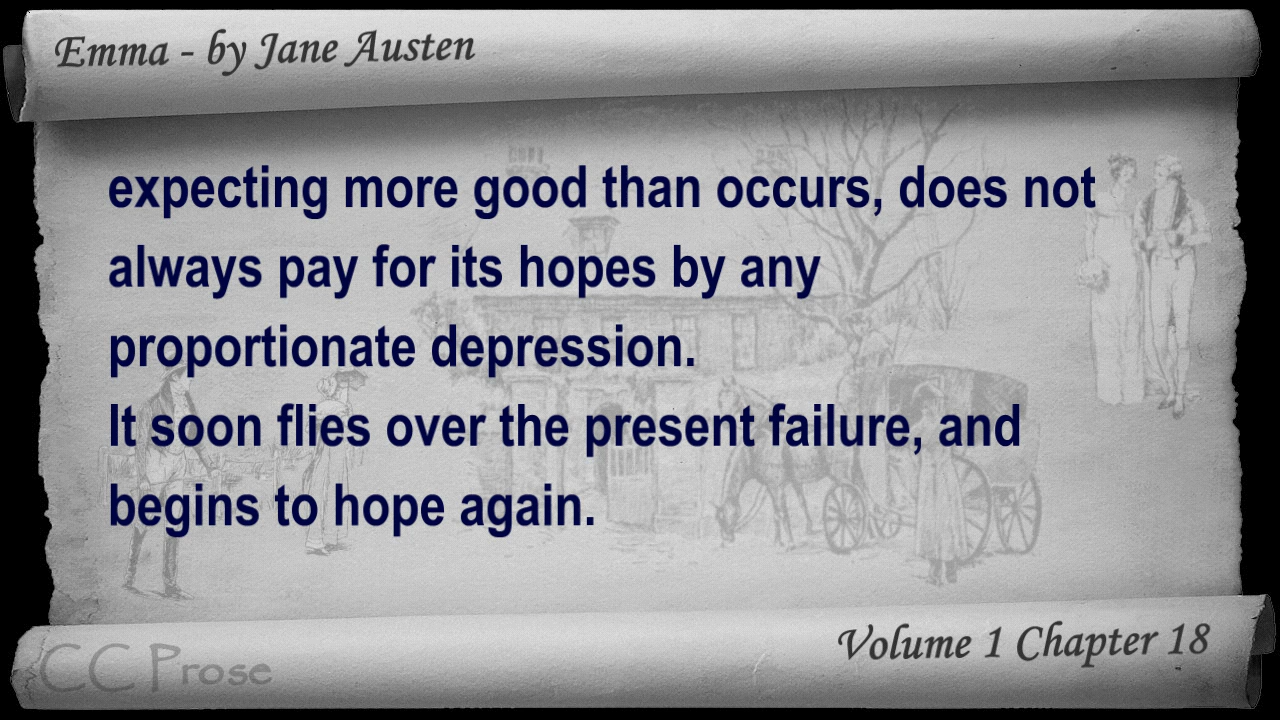 Emma - by Jane Austen
expecting more good than occurs, does not
always pay for its hopes by any
proportionate depression.
It soon flies over the present failure, and
begins to hope again.
Volume 1 Chapter 18
CC Prose